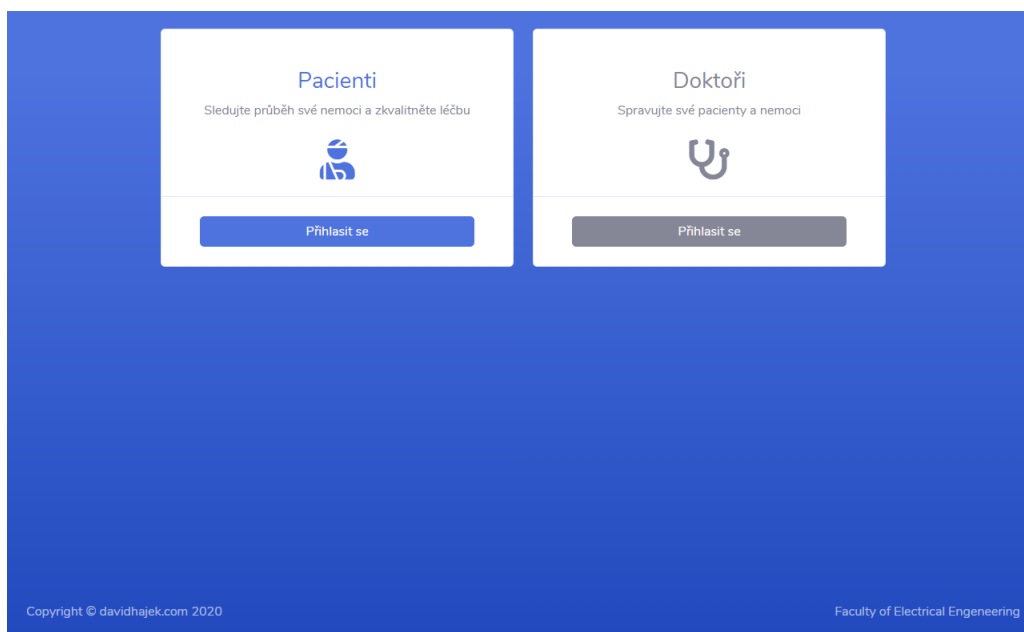 Pacienti
Sledujte průběh své nemoci a zkvalitněte léčbu
Přihlasit se
Doktoři
Spravujte své pacienty a nemoci
Přihlasit se
Copyright © davidhajek.com 2020
Faculty of Electrical Engeneering